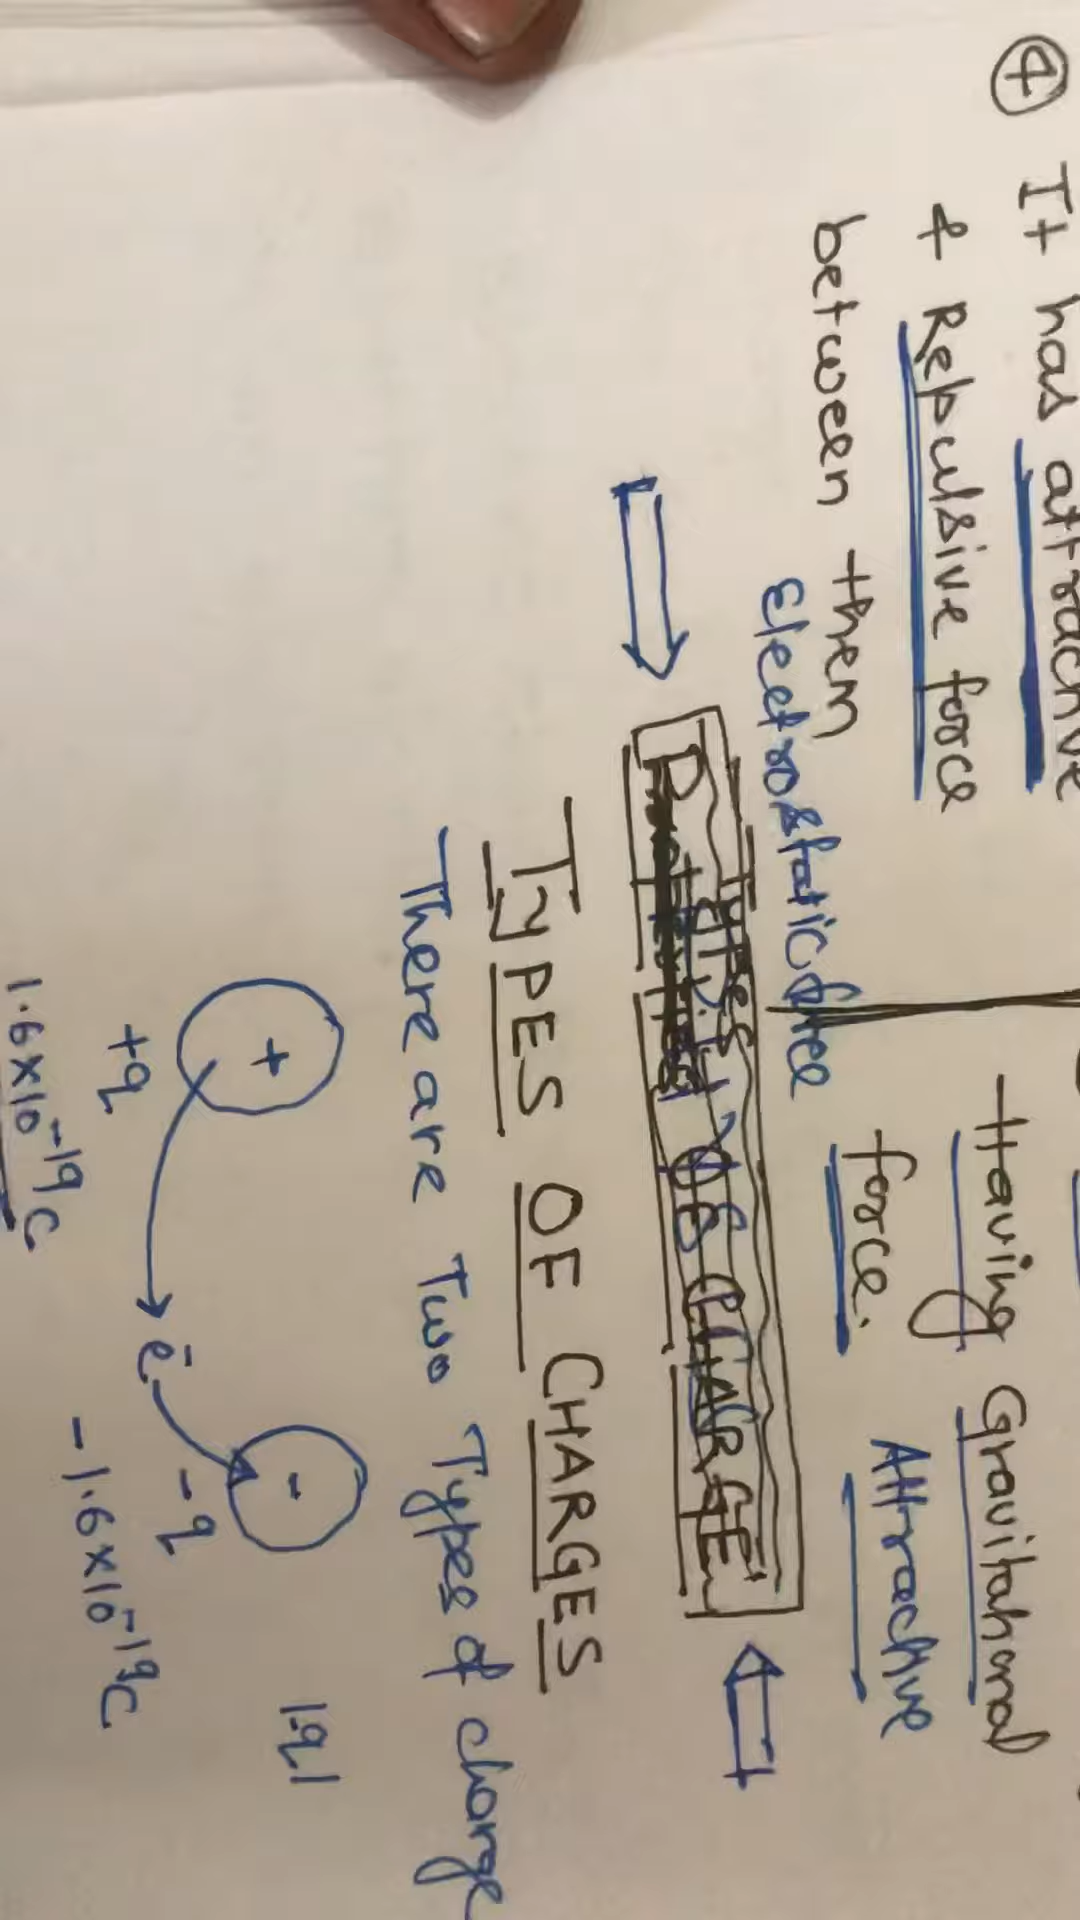 ④ It has attractive
& Repulsive force
between them
Electrostatic force
Having Gravitational
force. Attractive
TYPES OF CHARGES
There are Two Types of charge
+
-
|-q|
+q
e⁻
-q
1.6×10⁻¹⁹C
-1.6×10⁻¹⁹C